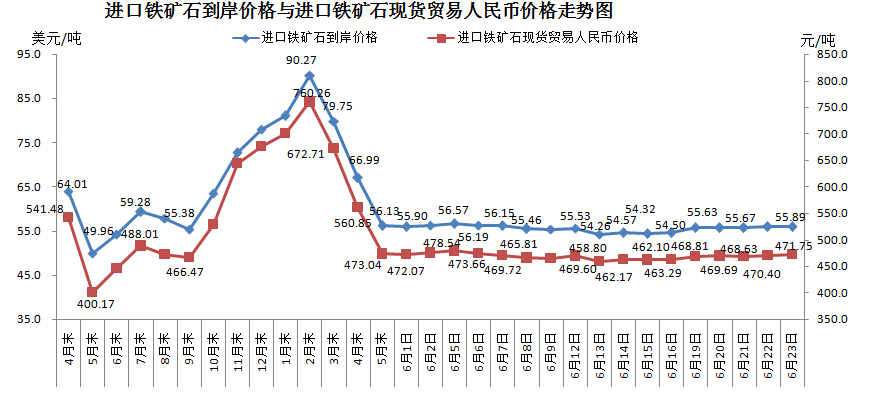 进口铁矿石到岸价格与进口铁矿石现货贸易人民币价格走势图
美元/吨
进口铁矿石到岸价格
进口铁矿石现货贸易人民币价格
元/吨
95.0
85.0
75.0
65.0
55.0
45.0
35.0
850.0
800.0
750.0
700.0
650.0
600.0
550.0
500.0
450.0
400.0
350.0
64.01
49.96
59.28
55.38
90.27
79.75
66.99
56.13
55.90
56.57
56.19
56.15
55.46
55.53
54.26
54.57
54.32
54.50
55.63
55.67
55.89
541.48
400.17
488.01
466.47
760.26
672.71
560.85
473.04
472.07
478.54
473.66
469.72
465.81
469.60
458.80
462.17
462.10
463.29
468.81
469.69
468.63
470.40
471.75
4月末
5月末
6月末
7月末
8月末
9月末
10月末
11月末
12月末
1月末
2月末
3月末
4月末
5月末
6月1日
6月2日
6月5日
6月6日
6月7日
6月8日
6月9日
6月12日
6月13日
6月14日
6月15日
6月16日
6月19日
6月20日
6月21日
6月22日
6月23日